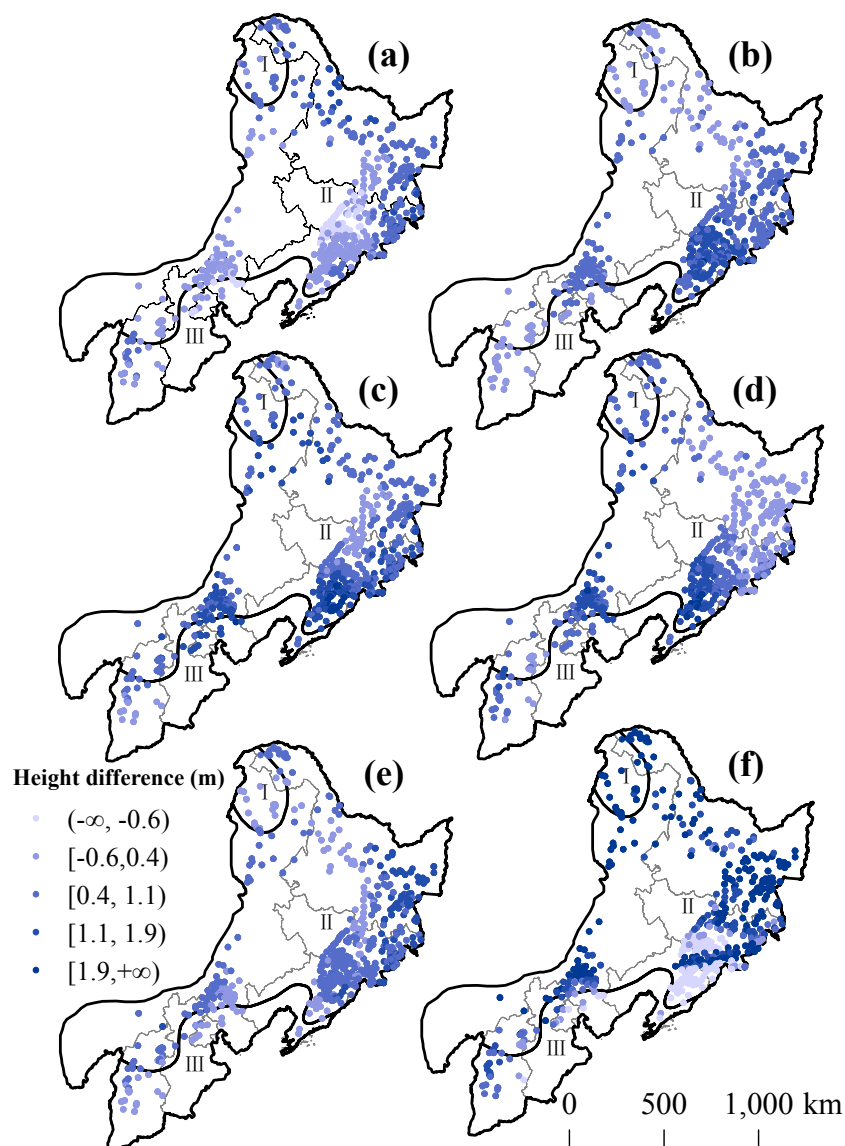 (a)
I
II
III
(b)
I
II
III
(c)
I
II
III
(d)
I
II
III
Height difference (m)
(-∞, -0.6)
[-0.6,0.4)
[0.4, 1.1)
[1.1, 1.9)
[1.9,+∞)
(e)
I
II
III
(f)
I
II
III
0 500 1,000 km